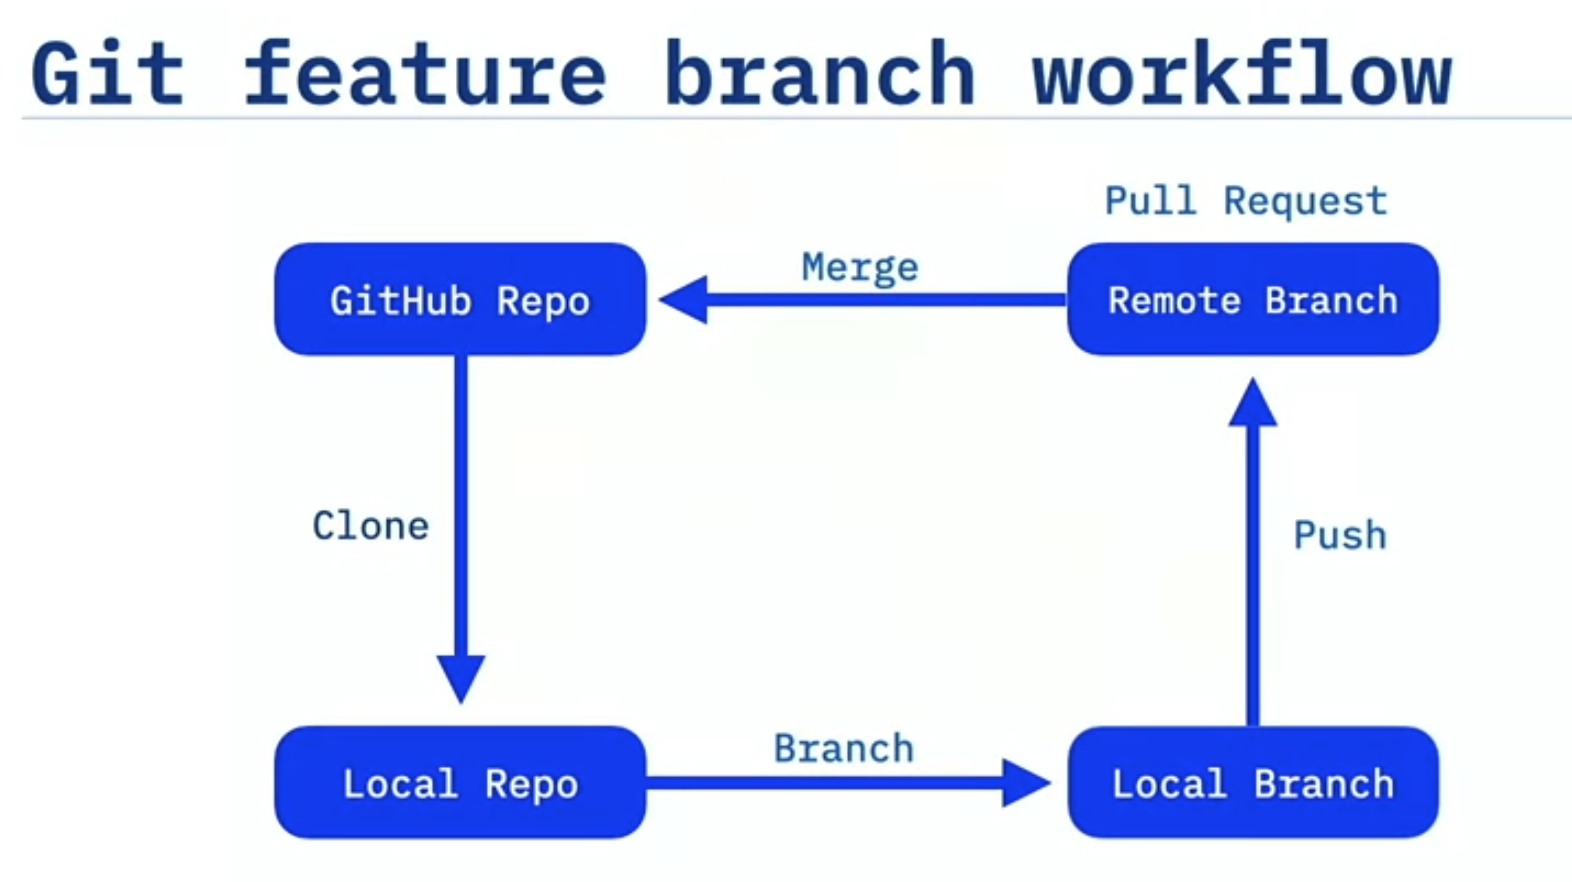 Git feature branch workflow
Pull Request
Merge
GitHub Repo
Remote Branch
Clone
Push
Branch
Local Repo
Local Branch